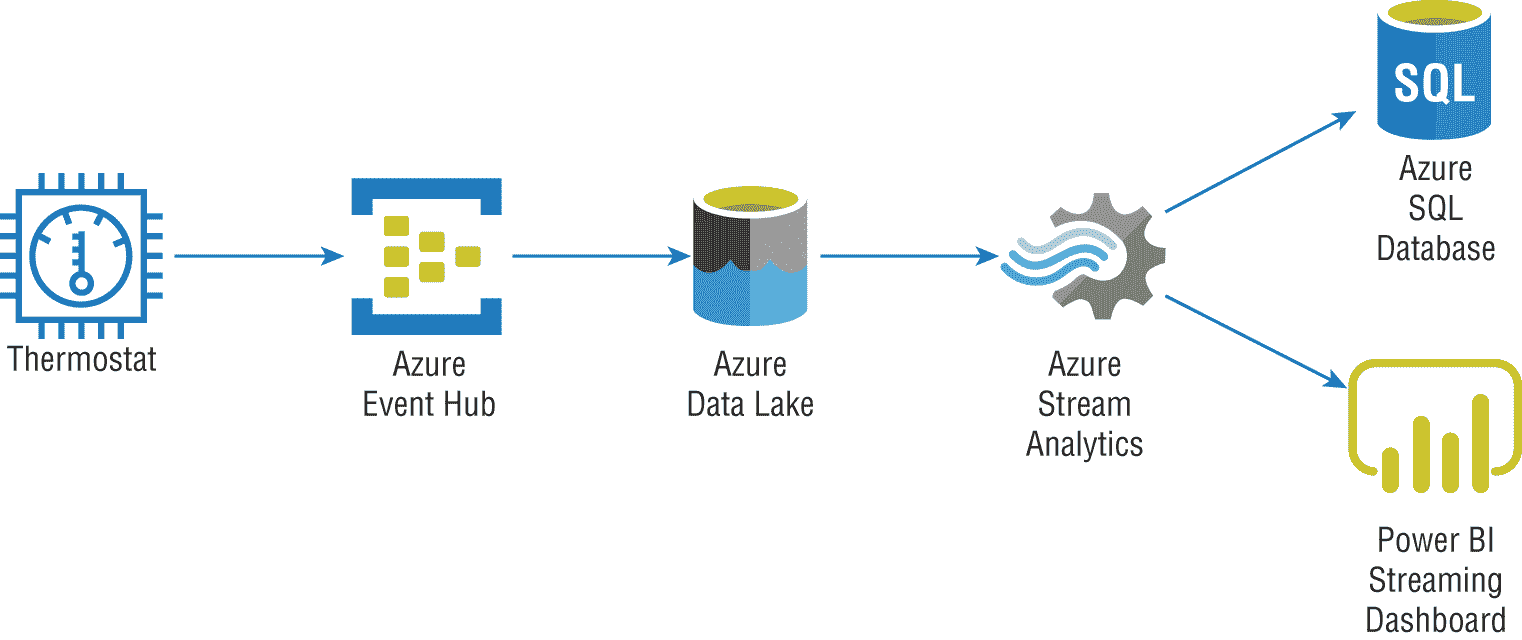 Thermostat
Azure
Event Hub
Azure
Data Lake
Azure
Stream
Analytics
SQL
Azure
SQL
Database
Power BI
Streaming
Dashboard